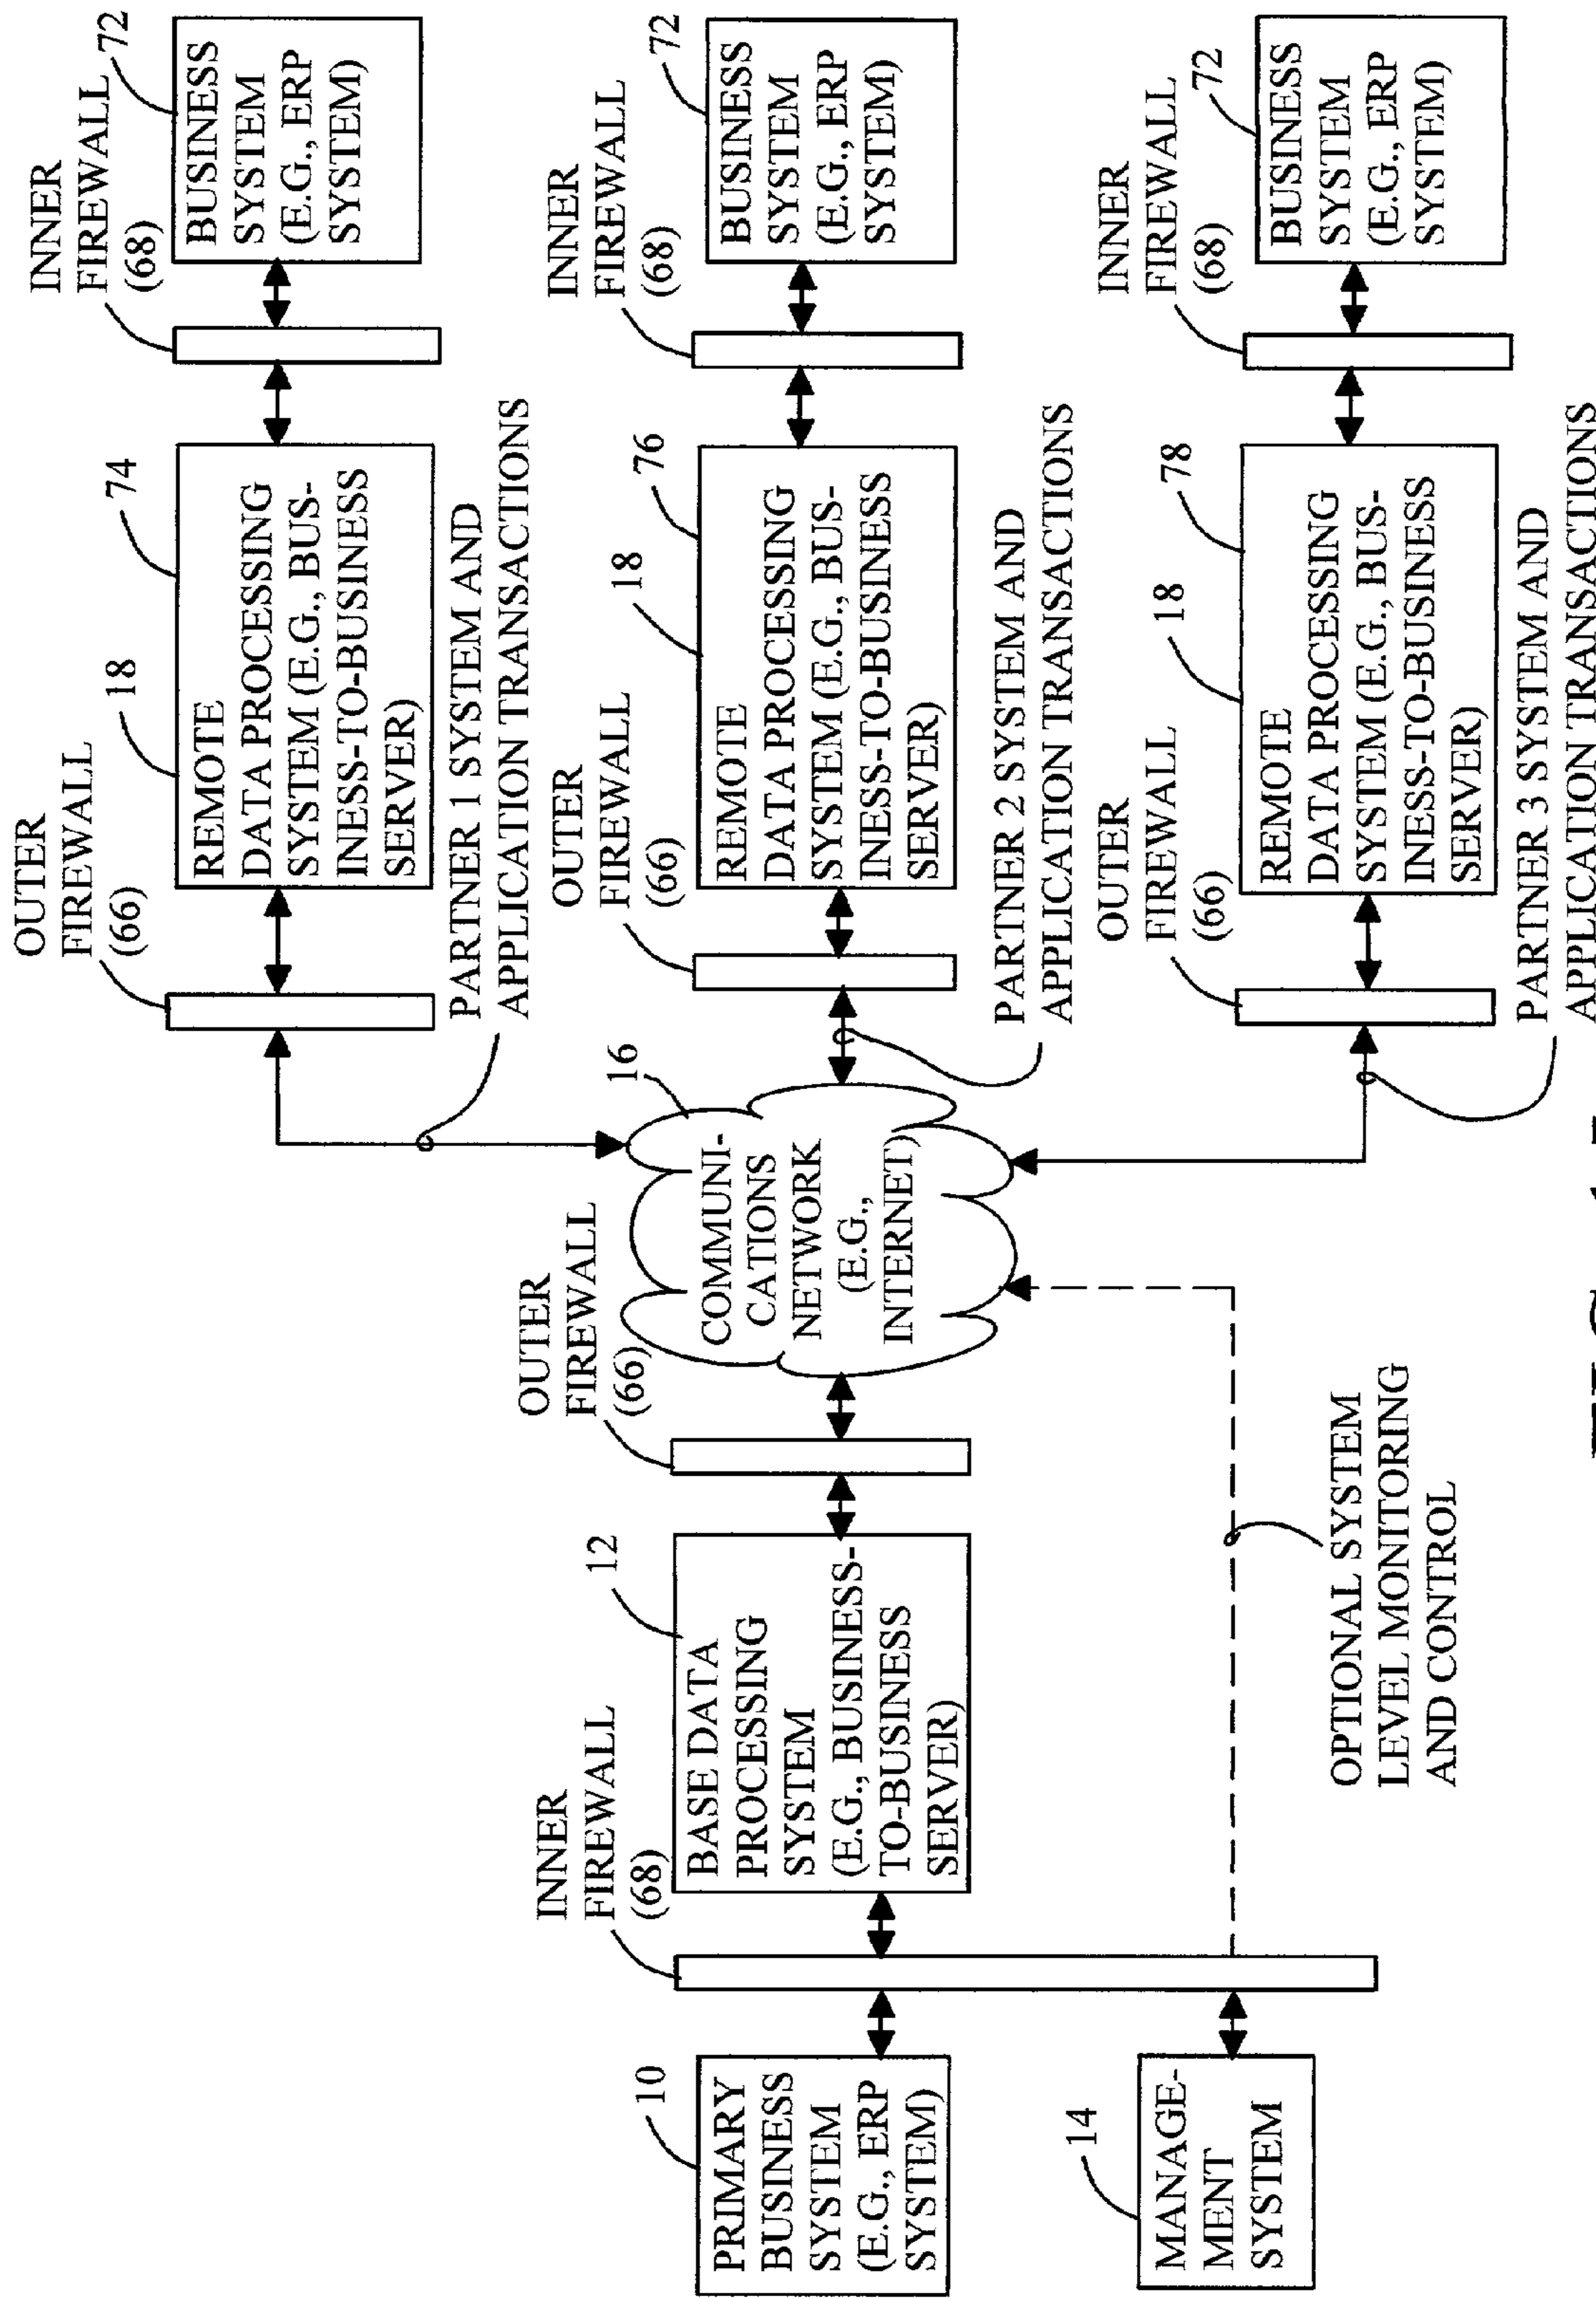 PRIMARY
BUSINESS
SYSTEM
(E.G., ERP
SYSTEM)
10
MANAGE-
MENT
SYSTEM
14
INNER
FIREWALL
(68)
BASE DATA
PROCESSING
SYSTEM
(E.G., BUSINESS-
TO-BUSINESS
SERVER)
12
OPTIONAL SYSTEM
LEVEL MONITORING
AND CONTROL
OUTER
FIREWALL
(66)
COMMUNI-
CATIONS
NETWORK
(E.G.,
INTERNET)
16
OUTER
FIREWALL
(66)
PARTNER 1 SYSTEM AND
APPLICATION TRANSACTIONS
REMOTE
DATA PROCESSING
SYSTEM (E.G., BUS-
INESS-TO-BUSINESS
SERVER)
18
74
INNER
FIREWALL
(68)
BUSINESS
SYSTEM
(E.G., ERP
SYSTEM)
72
OUTER
FIREWALL
(66)
PARTNER 2 SYSTEM AND
APPLICATION TRANSACTIONS
REMOTE
DATA PROCESSING
SYSTEM (E.G., BUS-
INESS-TO-BUSINESS
SERVER)
18
76
INNER
FIREWALL
(68)
BUSINESS
SYSTEM
(E.G., ERP
SYSTEM)
72
OUTER
FIREWALL
(66)
PARTNER 3 SYSTEM AND
APPLICATION TRANSACTIONS
REMOTE
DATA PROCESSING
SYSTEM (E.G., BUS-
INESS-TO-BUSINESS
SERVER)
18
78
INNER
FIREWALL
(68)
BUSINESS
SYSTEM
(E.G., ERP
SYSTEM)
72